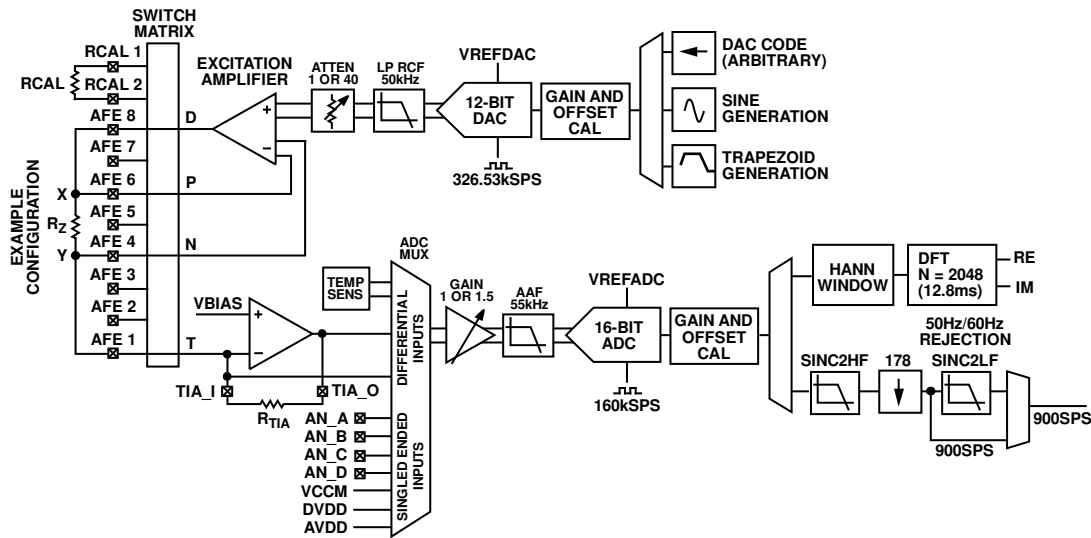 SWITCH
MATRIX
RCAL 1
RCAL
RCAL 2
AFE 8
AFE 7
AFE 6
AFE 5
AFE 4
AFE 3
AFE 2
AFE 1
X
RZ
Y
EXAMPLE
CONFIGURATION
D
P
N
T
EXCITATION
AMPLIFIER
+
–
ATTEN
1 OR 40
LP RCF
50kHz
VREFDAC
12-BIT
DAC
326.53kSPS
GAIN AND
OFFSET
CAL
DAC CODE
(ARBITRARY)
SINE
GENERATION
TRAPEZOID
GENERATION
VBIAS
+
–
TIA_I
TIA_O
RTIA
TEMP
SENS
ADC
MUX
DIFFERENTIAL
INPUTS
SINGLED ENDED
INPUTS
AN_A
AN_B
AN_C
AN_D
VCCM
DVDD
AVDD
GAIN
1 OR 1.5
AAF
55kHz
VREFADC
16-BIT
ADC
160kSPS
GAIN AND
OFFSET
CAL
HANN
WINDOW
DFT
N = 2048
(12.8ms)
RE
IM
50Hz/60Hz
REJECTION
SINC2HF
178
SINC2LF
900SPS
900SPS